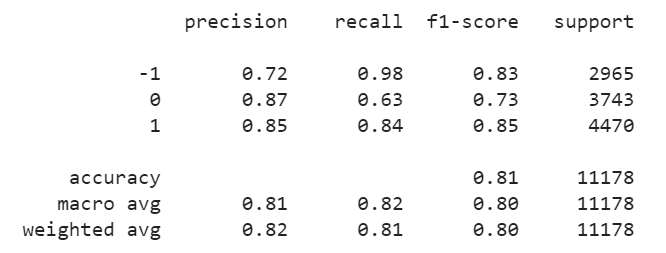 precision recall f1-score support
-1 0.72 0.98 0.83 2965
0 0.87 0.63 0.73 3743
1 0.85 0.84 0.85 4470
accuracy 0.81 11178
macro avg 0.81 0.82 0.80 11178
weighted avg 0.82 0.81 0.80 11178